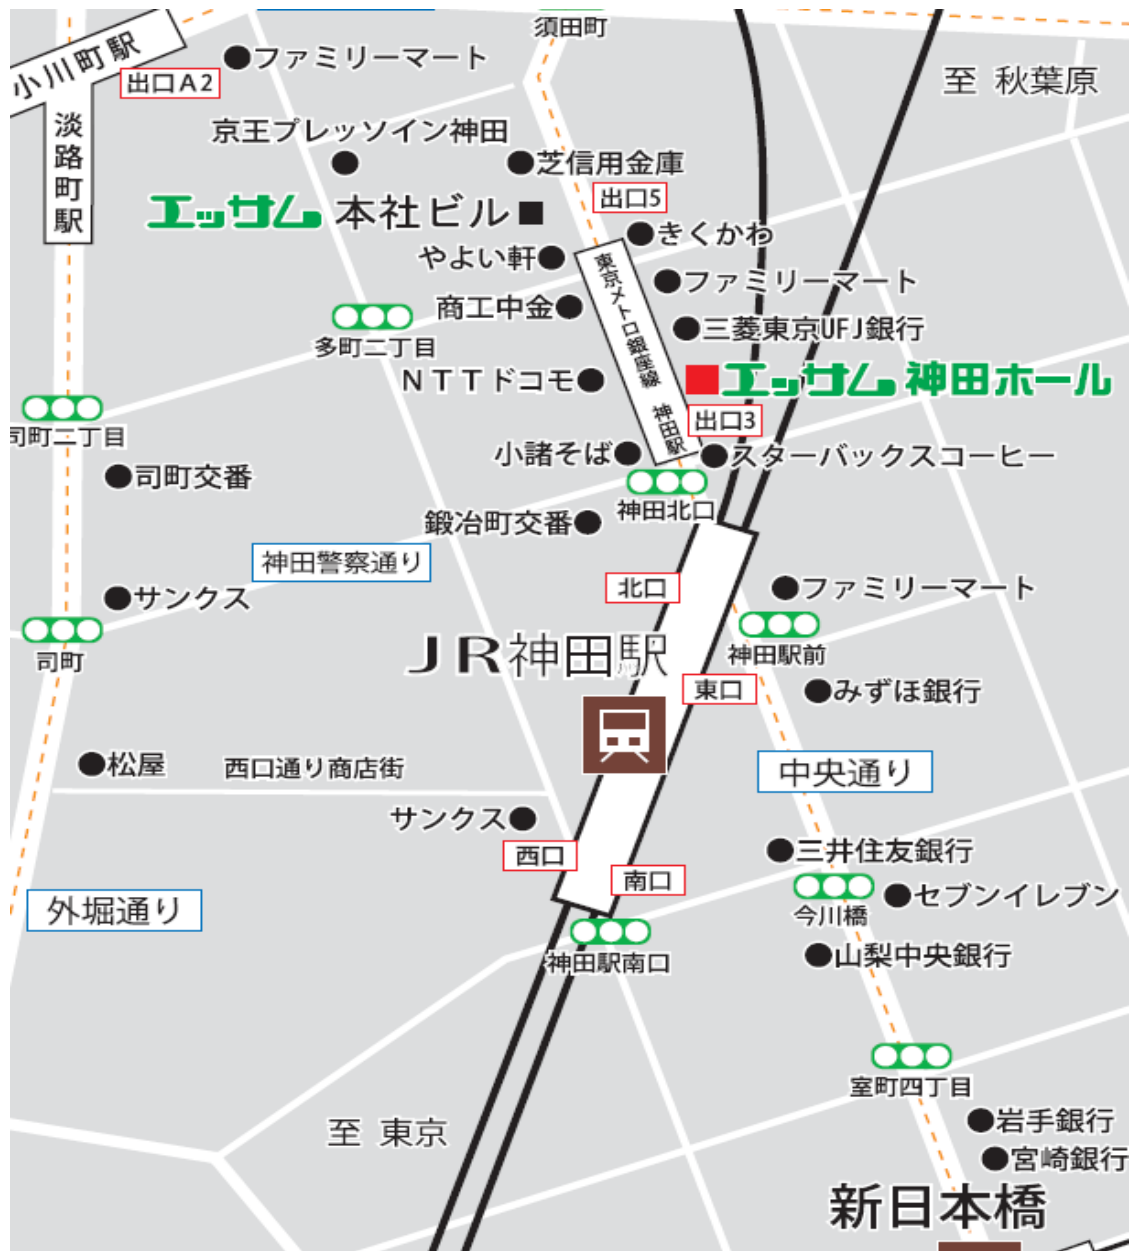 須田町
小川町駅
ファミリーマート
出口A2
至 秋葉原
淡路町駅
京王プレッソイン神田
芝信用金庫
出口5
エッサム 本社ビル
きくかわ
やよい軒
東京メトロ銀座線 神田駅
ファミリーマート
商工中金
三菱東京UFJ銀行
多町二丁目
NTTドコモ
エッサム 神田ホール
出口3
司町二丁目
小諸そば
スターバックスコーヒー
司町交番
神田北口
鍛冶町交番
神田警察通り
北口
ファミリーマート
サンクス
神田駅前
司町
JR神田駅
東口
みずほ銀行
松屋
西口通り商店街
中央通り
サンクス
西口
三井住友銀行
南口
セブンイレブン
外堀通り
今川橋
山梨中央銀行
神田駅南口
室町四丁目
至 東京
岩手銀行
宮崎銀行
新日本橋